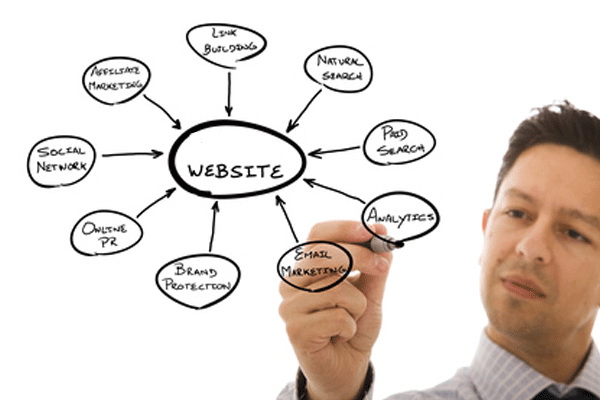 LINK
BUILDING
AFFILIATE
MARKETING
NATURAL
SEARCH
SOCIAL
NETWORK
WEBSITE
PAID
SEARCH
ONLINE
PR
ANALYTICS
BRAND
PROTECTION
EMAIL
MARKETING